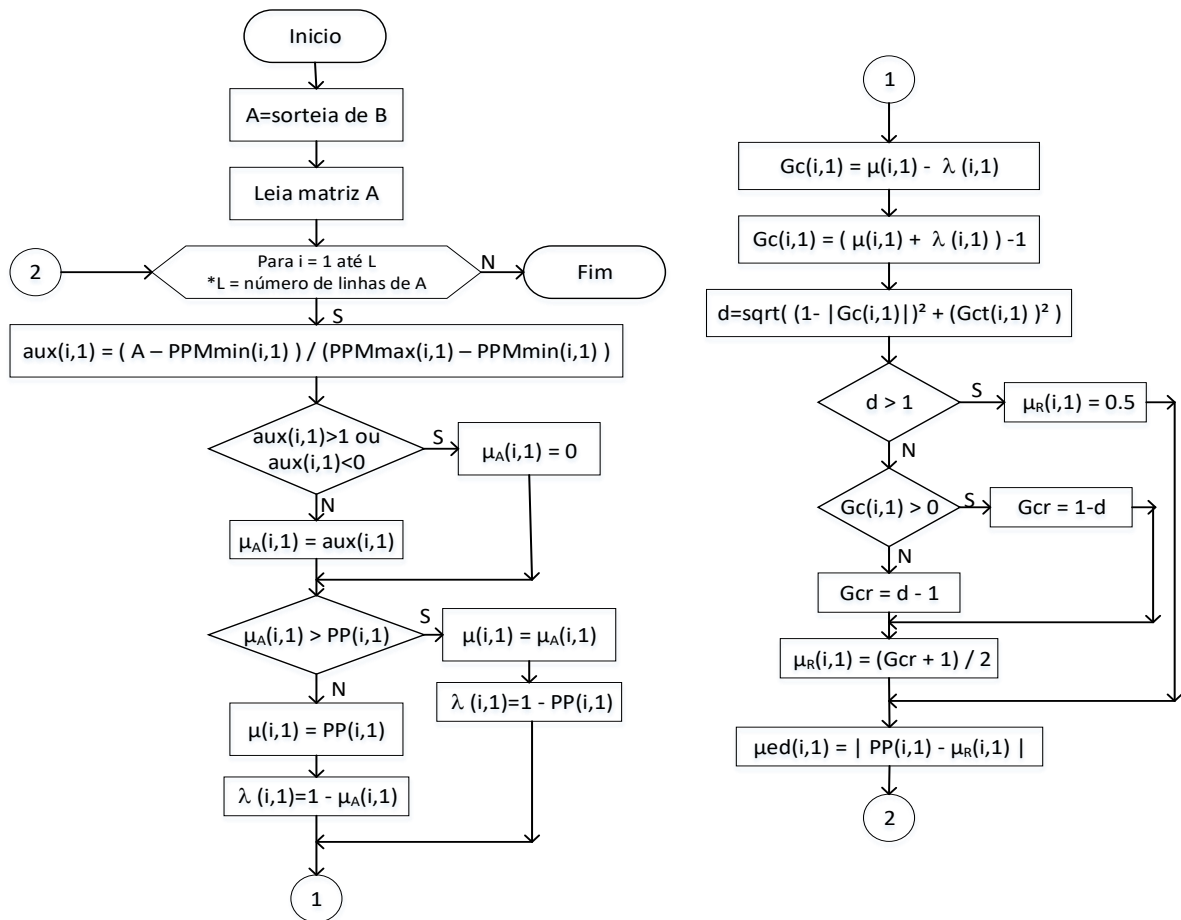 Inicio
A=sorteia de B
Leia matriz A
2
Para i = 1 até L
*L = número de linhas de A
N
Fim
S
aux(i,1) = ( A – PPMmin(i,1) ) / (PPMmax(i,1) – PPMmin(i,1) )
aux(i,1)>1 ou
aux(i,1)<0
S
μA(i,1) = 0
N
μA(i,1) = aux(i,1)
μA(i,1) > PP(i,1)
S
μ(i,1) = μA(i,1)
λ (i,1)=1 - PP(i,1)
N
μ(i,1) = PP(i,1)
λ (i,1)=1 - μA(i,1)
1
1
Gc(i,1) = μ(i,1) - λ (i,1)
Gc(i,1) = ( μ(i,1) + λ (i,1) ) -1
d=sqrt( (1- |Gc(i,1)|)² + (Gct(i,1) )² )
d > 1
S
μR(i,1) = 0.5
N
Gc(i,1) > 0
S
Gcr = 1-d
N
Gcr = d - 1
μR(i,1) = (Gcr + 1) / 2
μed(i,1) = | PP(i,1) - μR(i,1) |
2